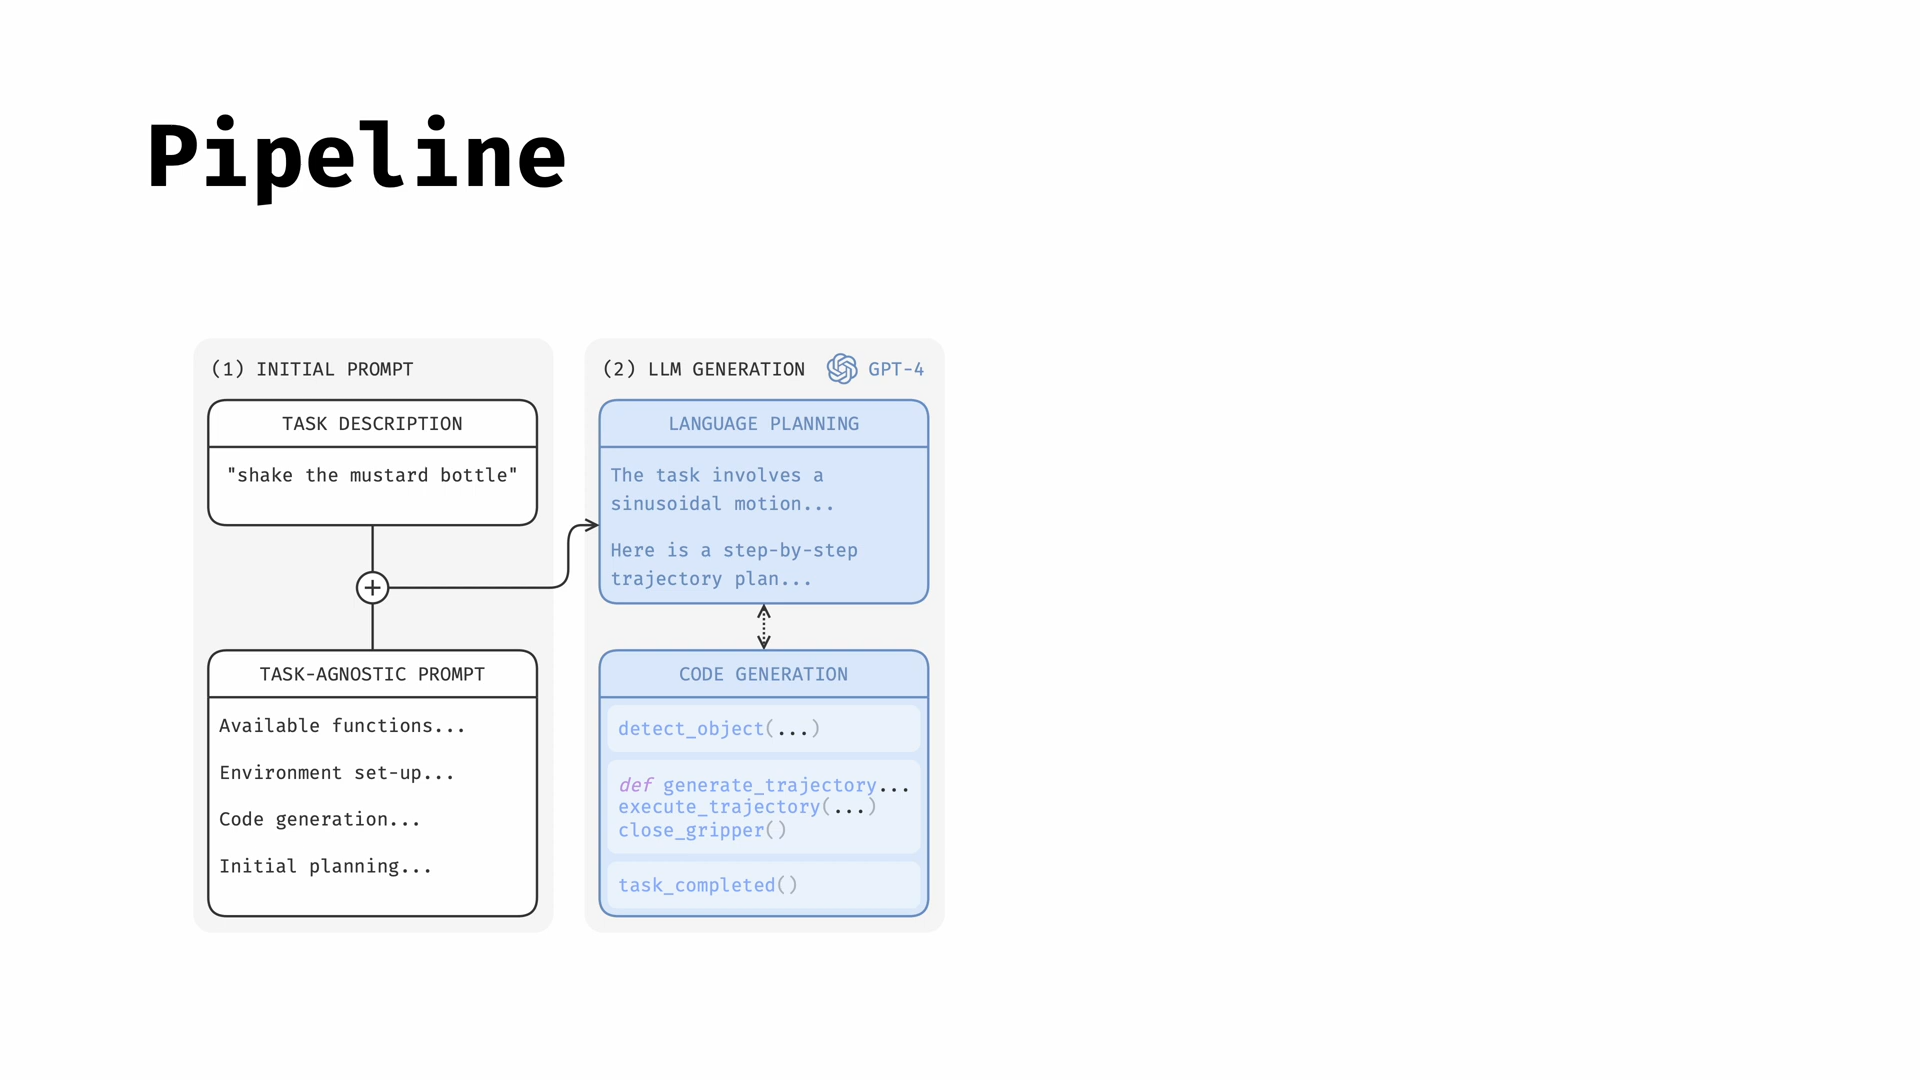 Pipeline
(1) INITIAL PROMPT
TASK DESCRIPTION
"shake the mustard bottle"
TASK-AGNOSTIC PROMPT
Available functions...
Environment set-up...
Code generation...
Initial planning...
(2) LLM GENERATION GPT-4
LANGUAGE PLANNING
The task involves a
sinusoidal motion...
Here is a step-by-step
trajectory plan...
CODE GENERATION
detect_object(...)
def generate_trajectory...
execute_trajectory(...)
close_gripper()
task_completed()